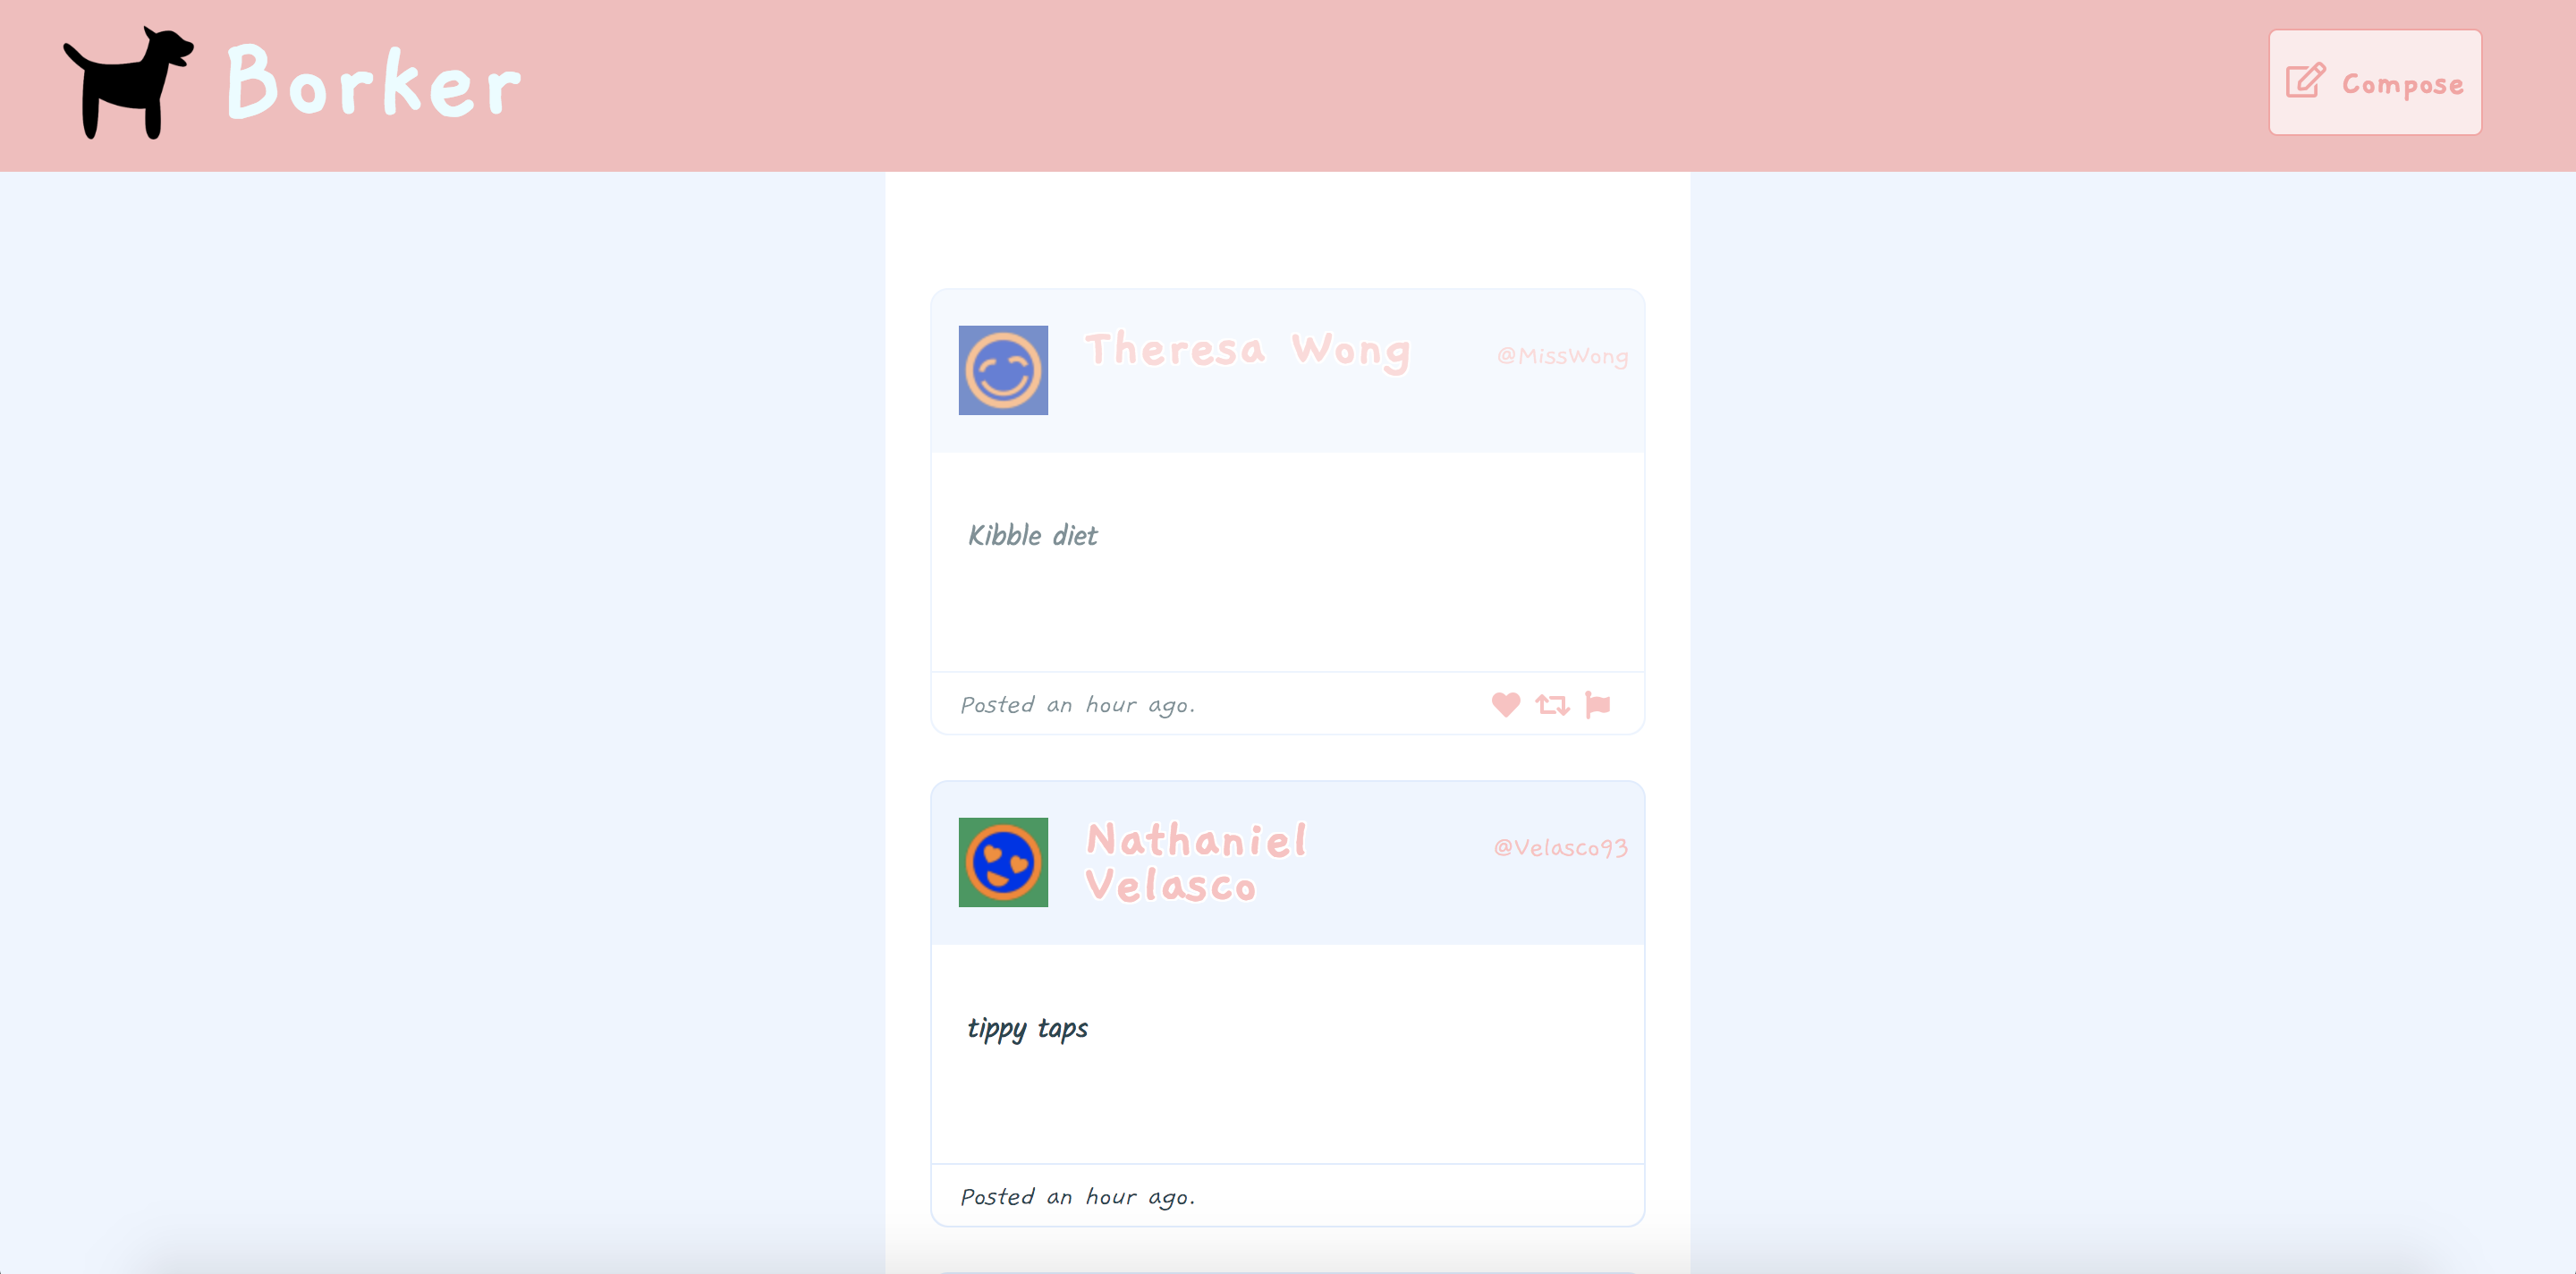 Borker
Compose
Theresa Wong
@MissWong
Kibble diet
Posted an hour ago.
Nathaniel
Velasco
@Velasco93
tippy taps
Posted an hour ago.